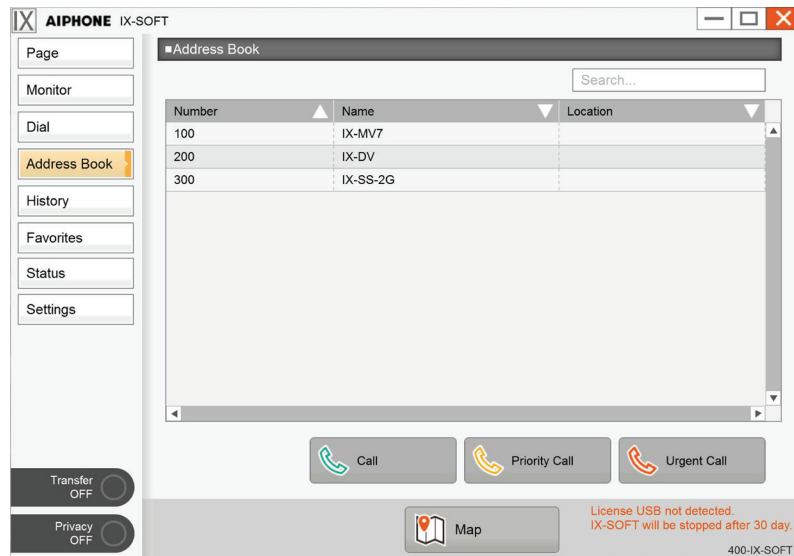 IX AIPHONE IX-SOFT
Page
Monitor
Dial
Address Book
History
Favorites
Status
Settings
Transfer
OFF
Privacy
OFF
■Address Book
Search...
Number Name Location
100 IX-MV7
200 IX-DV
300 IX-SS-2G
Call Priority Call Urgent Call
Map
License USB not detected.
IX-SOFT will be stopped after 30 day.
400-IX-SOFT